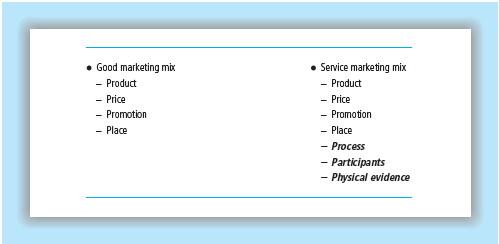 ● Good marketing mix
– Product
– Price
– Promotion
– Place
● Service marketing mix
– Product
– Price
– Promotion
– Place
– Process
– Participants
– Physical evidence